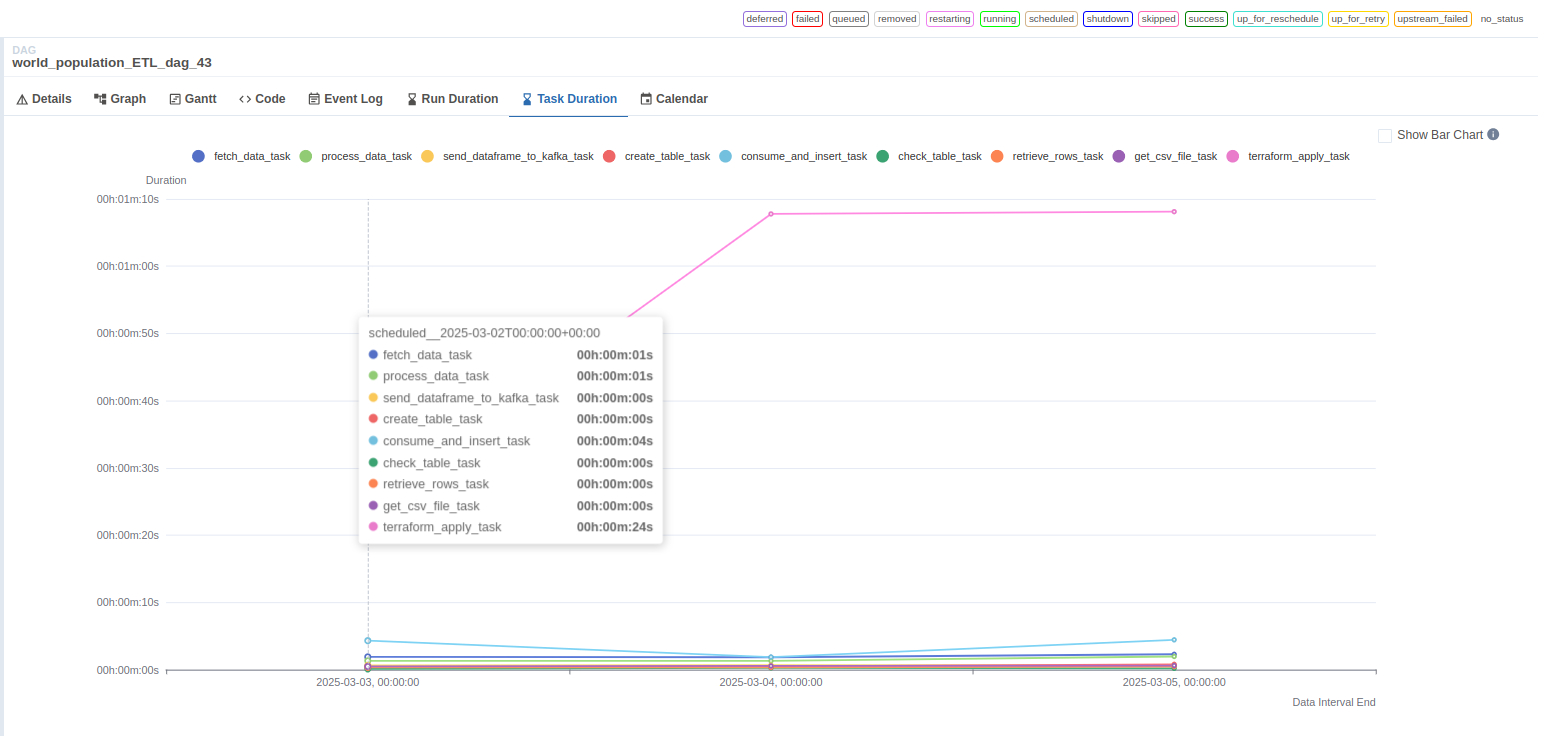 deferred failed queued removed restarting running scheduled shutdown skipped success up_for_reschedule up_for_retry upstream_failed no_status
DAG
world_population_ETL_dag_43
Details Graph Gantt Code Event Log Run Duration Task Duration Calendar
Show Bar Chart
fetch_data_task process_data_task send_dataframe_to_kafka_task create_table_task consume_and_insert_task check_table_task retrieve_rows_task get_csv_file_task terraform_apply_task
Duration
00h:01m:10s
00h:01m:00s
00h:00m:50s
scheduled__2025-03-02T00:00:00+00:00
fetch_data_task 00h:00m:01s
process_data_task 00h:00m:01s
send_dataframe_to_kafka_task 00h:00m:00s
00h:00m:40s
create_table_task 00h:00m:00s
consume_and_insert_task 00h:00m:04s
check_table_task 00h:00m:00s
00h:00m:30s
retrieve_rows_task 00h:00m:00s
get_csv_file_task 00h:00m:00s
terraform_apply_task 00h:00m:24s
00h:00m:20s
00h:00m:10s
00h:00m:00s
2025-03-03, 00:00:00 2025-03-04, 00:00:00 2025-03-05, 00:00:00
Data Interval End